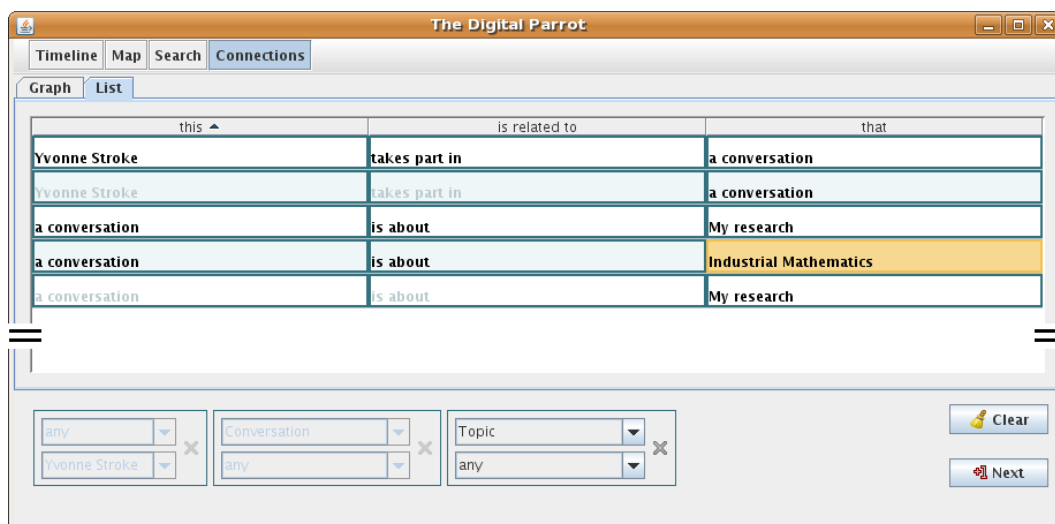 The Digital Parrot
Timeline Map Search Connections
Graph List
this is related to that
Yvonne Stroke takes part in a conversation
Yvonne Stroke takes part in a conversation
a conversation is about My research
a conversation is about Industrial Mathematics
a conversation is about My research
any Conversation Topic Clear
Yvonne Stroke any any Next